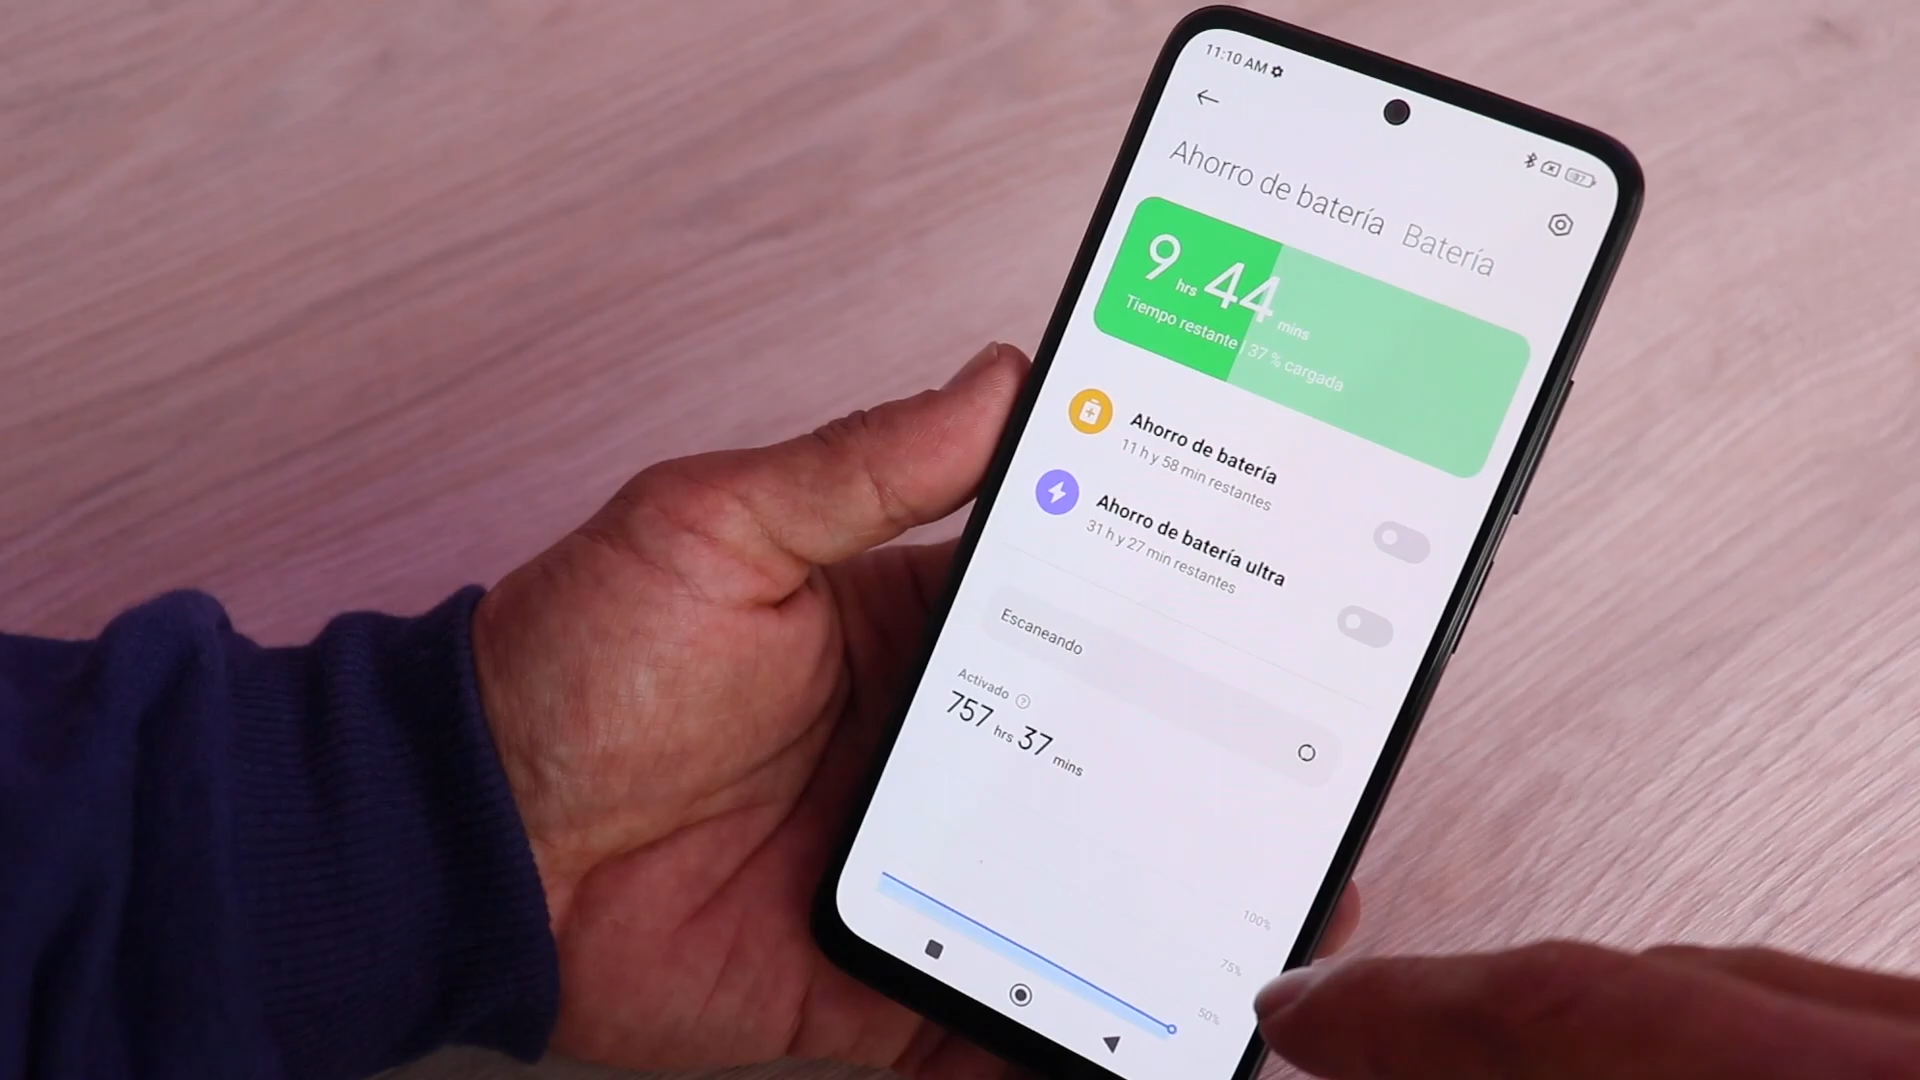 11:10 AM
37
Ahorro de batería Batería
9 hrs 44 mins
Tiempo restante | 37 % cargada
Ahorro de batería
11 h y 58 min restantes
Ahorro de batería ultra
31 h y 27 min restantes
Escaneando
Activado ?
757 hrs 37 mins
100%
75%
50%